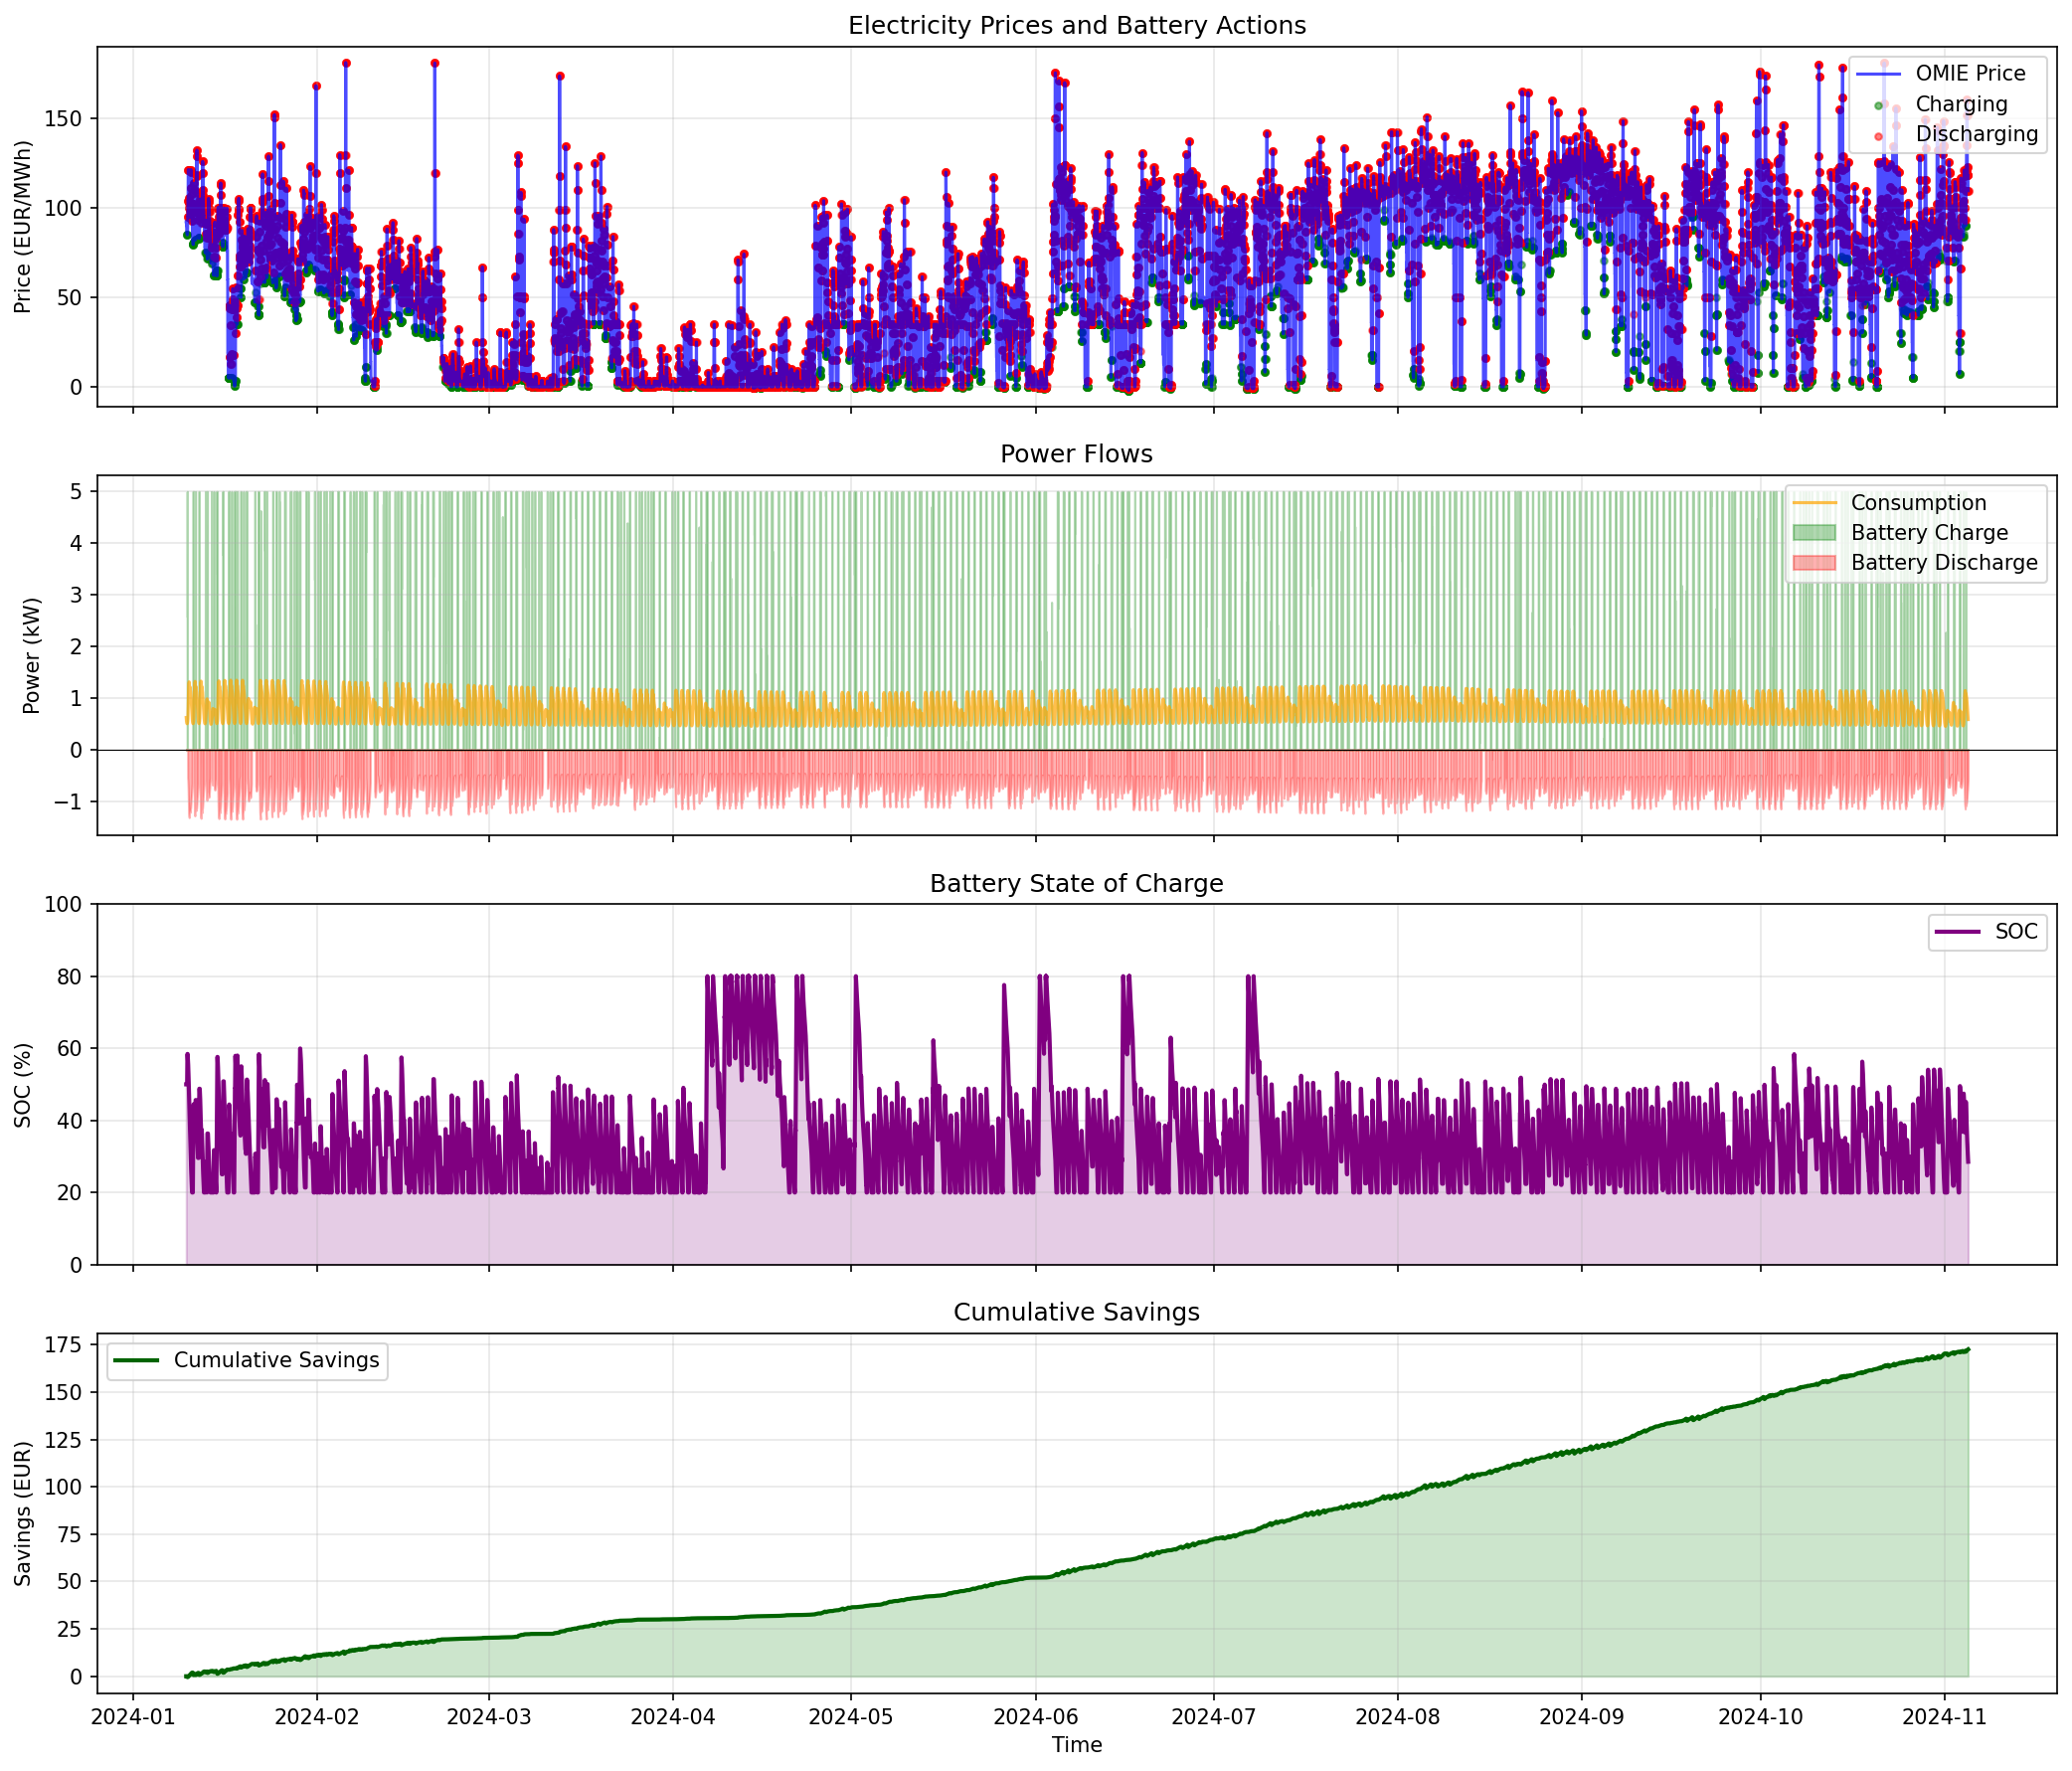 Electricity Prices and Battery Actions
Price (EUR/MWh)
150
100
50
0
OMIE Price
Charging
Discharging
Power Flows
Power (kW)
5
4
3
2
1
0
−1
Consumption
Battery Charge
Battery Discharge
Battery State of Charge
SOC (%)
100
80
60
40
20
0
SOC
Cumulative Savings
Savings (EUR)
175
150
125
100
75
50
25
0
Cumulative Savings
2024-01 2024-02 2024-03 2024-04 2024-05 2024-06 2024-07 2024-08 2024-09 2024-10 2024-11
Time